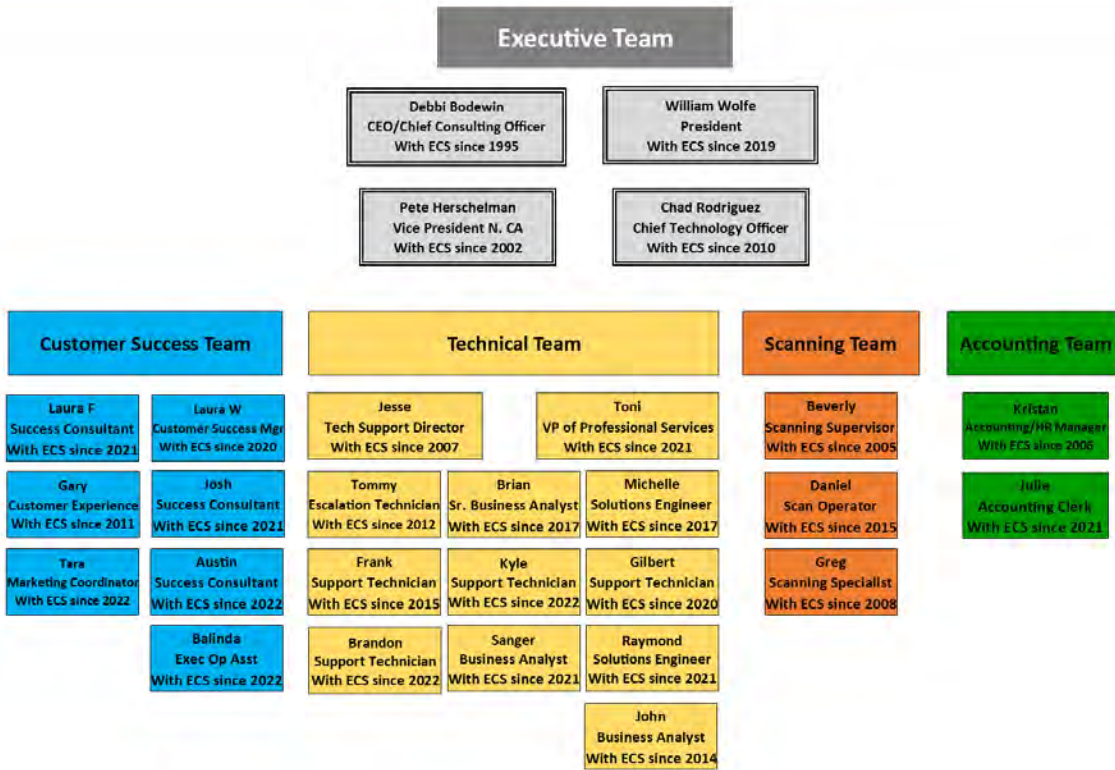 Executive Team
Debbi Bodewin
CEO/Chief Consulting Officer
With ECS since 1995
William Wolfe
President
With ECS since 2019
Pete Herschelman
Vice President N. CA
With ECS since 2002
Chad Rodriguez
Chief Technology Officer
With ECS since 2010
Customer Success Team
Laura F
Success Consultant
With ECS since 2021
Laura W
Customer Success Mgr
With ECS since 2020
Gary
Customer Experience
With ECS since 2011
Josh
Success Consultant
With ECS since 2021
Tara
Marketing Coordinator
With ECS since 2022
Austin
Success Consultant
With ECS since 2022
Balinda
Exec Op Asst
With ECS since 2022
Technical Team
Jesse
Tech Support Director
With ECS since 2007
Toni
VP of Professional Services
With ECS since 2021
Tommy
Escalation Technician
With ECS since 2012
Brian
Sr. Business Analyst
With ECS since 2017
Michelle
Solutions Engineer
With ECS since 2017
Frank
Support Technician
With ECS since 2015
Kyle
Support Technician
With ECS since 2022
Gilbert
Support Technician
With ECS since 2020
Brandon
Support Technician
With ECS since 2022
Sanger
Business Analyst
With ECS since 2021
Raymond
Solutions Engineer
With ECS since 2021
John
Business Analyst
With ECS since 2014
Scanning Team
Beverly
Scanning Supervisor
With ECS since 2005
Daniel
Scan Operator
With ECS since 2015
Greg
Scanning Specialist
With ECS since 2008
Accounting Team
Kristan
Accounting/HR Manager
With ECS since 2006
Julie
Accounting Clerk
With ECS since 2021